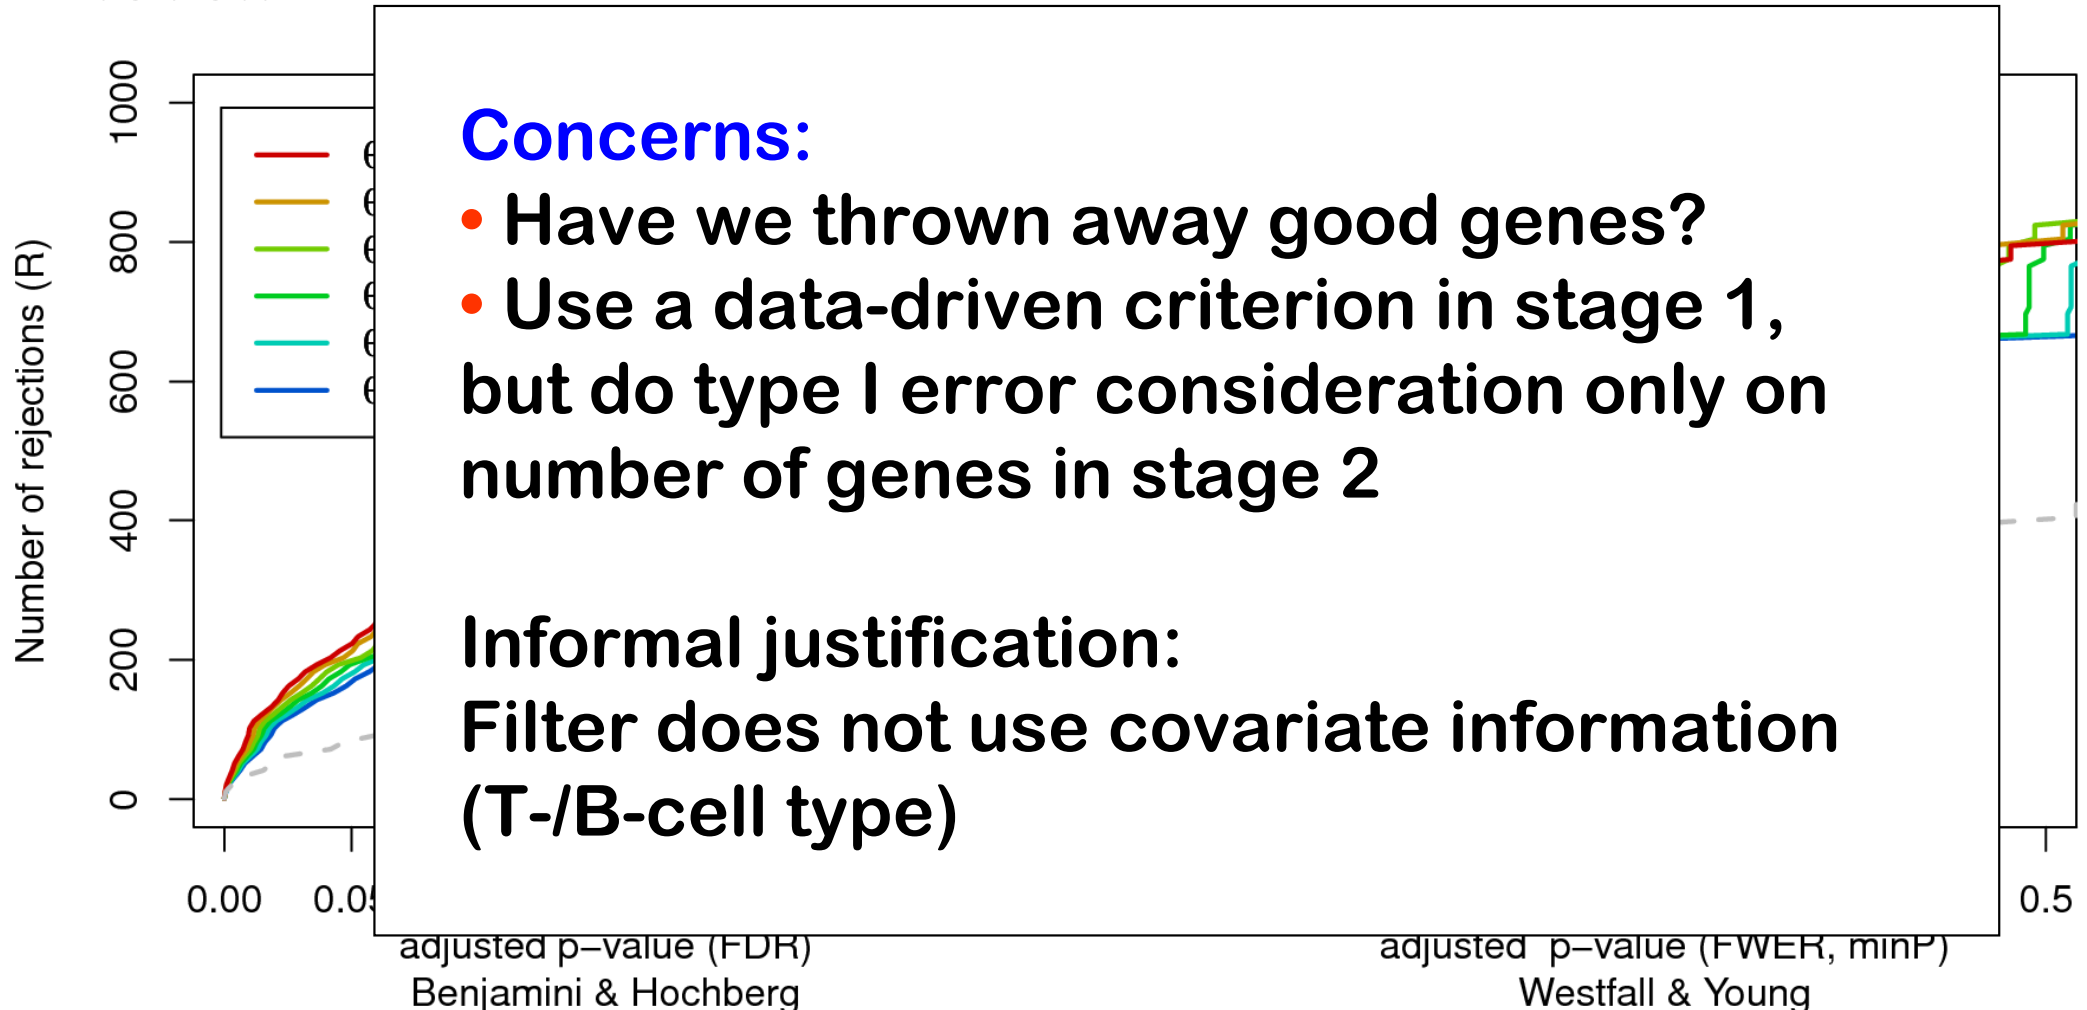 Concerns:
• Have we thrown away good genes?
• Use a data-driven criterion in stage 1,
but do type I error consideration only on
number of genes in stage 2
Informal justification:
Filter does not use covariate information
(T-/B-cell type)
Number of rejections (R)
1000
800
600
400
200
0
0.00
0.05
0.5
adjusted p−value (FDR)
Benjamini & Hochberg
adjusted p−value (FWER, minP)
Westfall & Young